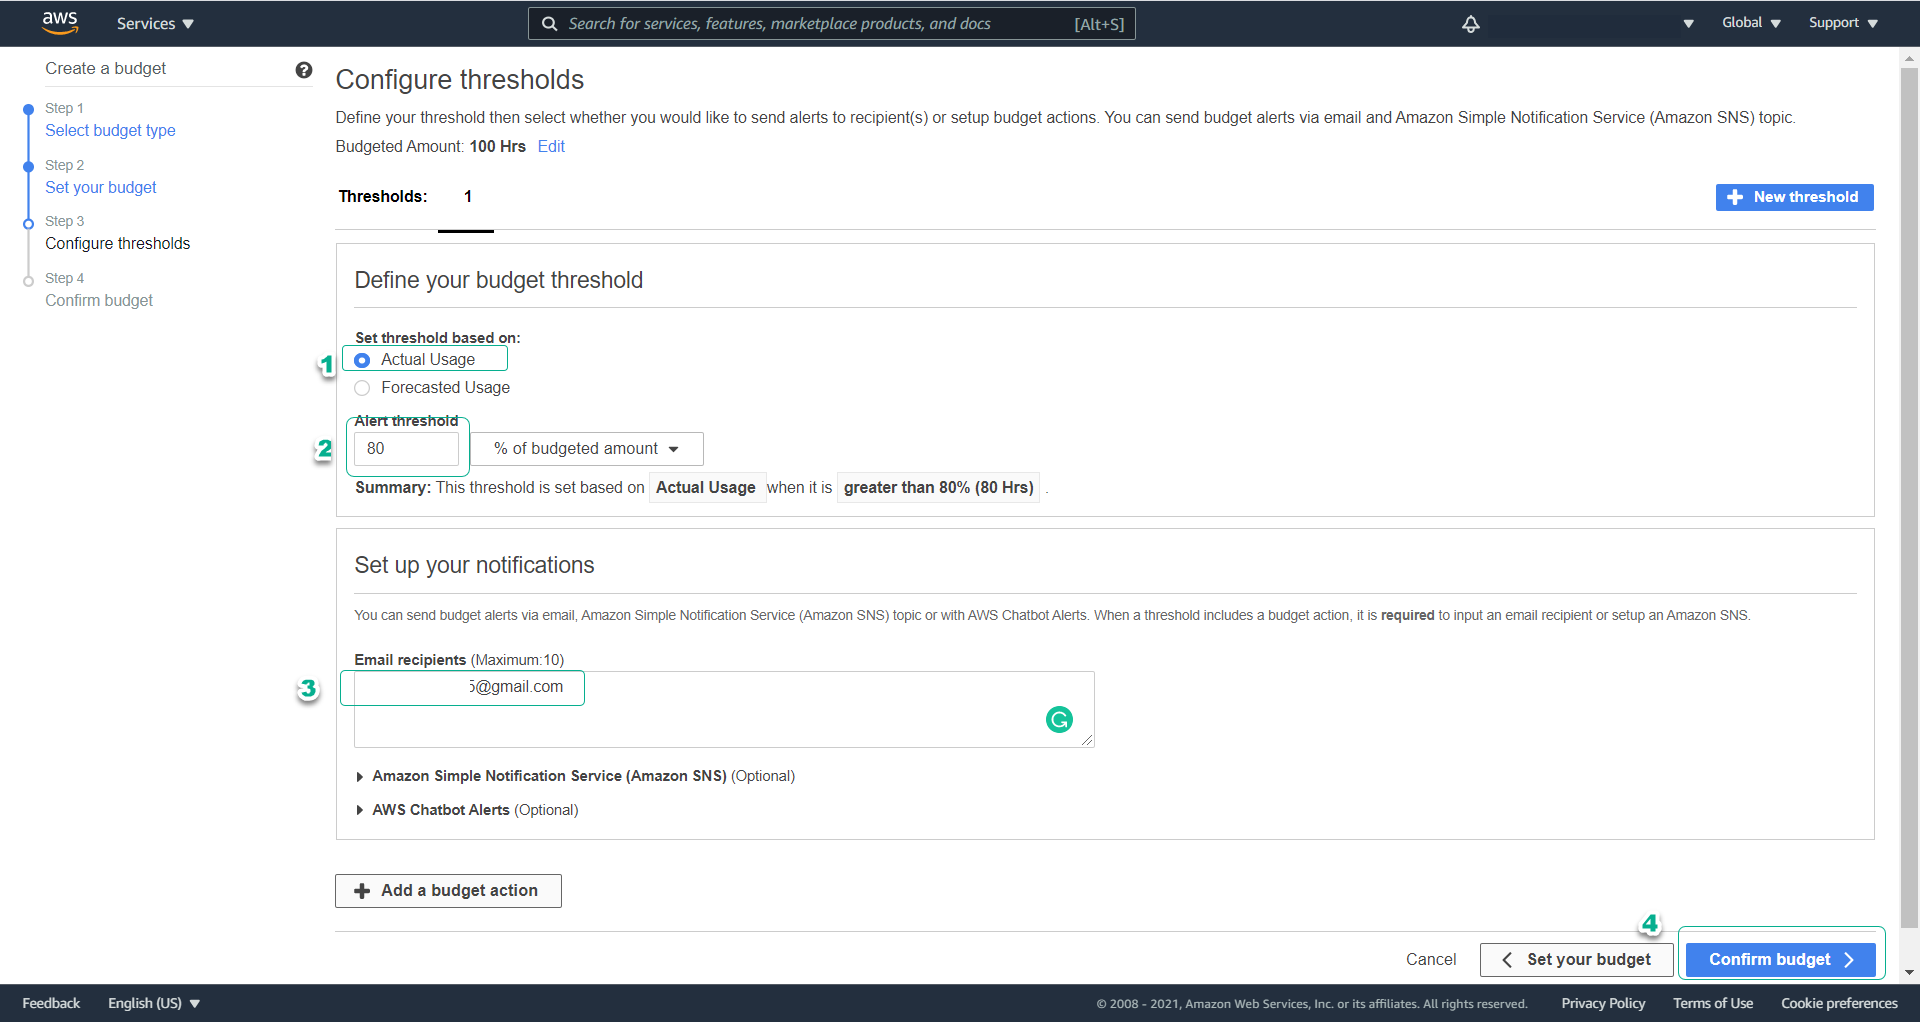 aws
Services
Search for services, features, marketplace products, and docs
[Alt+S]
Global
Support
Create a budget
?
Step 1
Select budget type
Step 2
Set your budget
Step 3
Configure thresholds
Step 4
Confirm budget
Configure thresholds
Define your threshold then select whether you would like to send alerts to recipient(s) or setup budget actions. You can send budget alerts via email and Amazon Simple Notification Service (Amazon SNS) topic.
Budgeted Amount: 100 Hrs Edit
Thresholds: 1
New threshold
Define your budget threshold
Set threshold based on:
1
Actual Usage
Forecasted Usage
Alert threshold
2
80
% of budgeted amount
Summary: This threshold is set based on Actual Usage when it is greater than 80% (80 Hrs) .
Set up your notifications
You can send budget alerts via email, Amazon Simple Notification Service (Amazon SNS) topic or with AWS Chatbot Alerts. When a threshold includes a budget action, it is required to input an email recipient or setup an Amazon SNS.
Email recipients (Maximum:10)
3
5@gmail.com
Amazon Simple Notification Service (Amazon SNS) (Optional)
AWS Chatbot Alerts (Optional)
Add a budget action
4
Cancel
Set your budget
Confirm budget
Feedback
English (US)
© 2008 - 2021, Amazon Web Services, Inc. or its affiliates. All rights reserved.
Privacy Policy
Terms of Use
Cookie preferences